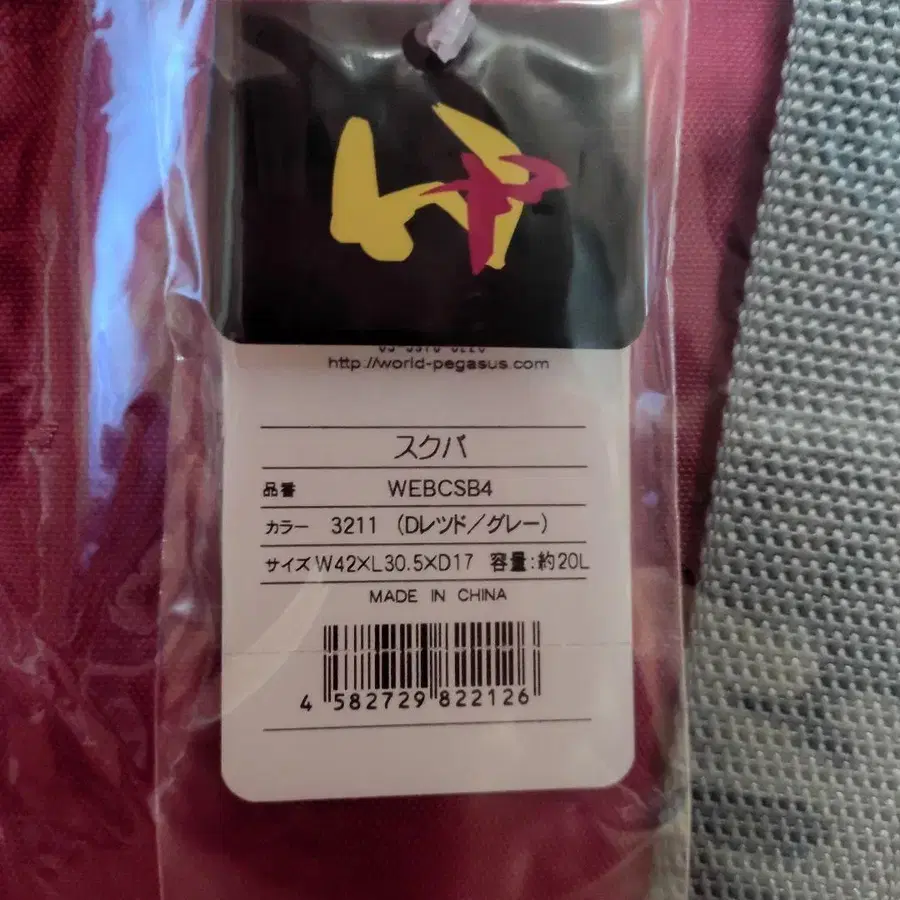 http://world-pegasus.com
スクバ
品番 WEBCSB4
カラー 3211 (Dレツド/グレー)
サイズ W42×L30.5×D17 容量:約20L
MADE IN CHINA
4 582729 822126